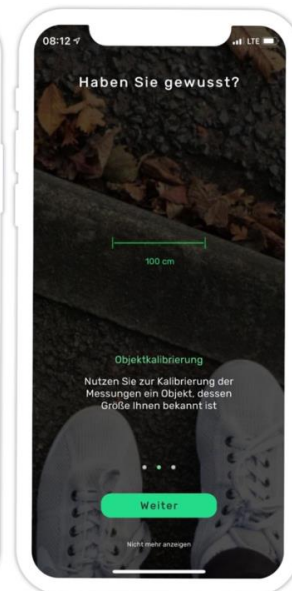 08:12
LTE
Haben Sie gewusst?
100 cm
Objektkalibrierung
Nutzen Sie zur Kalibrierung der
Messungen ein Objekt, dessen
Größe Ihnen bekannt ist
Weiter
Nicht mehr anzeigen